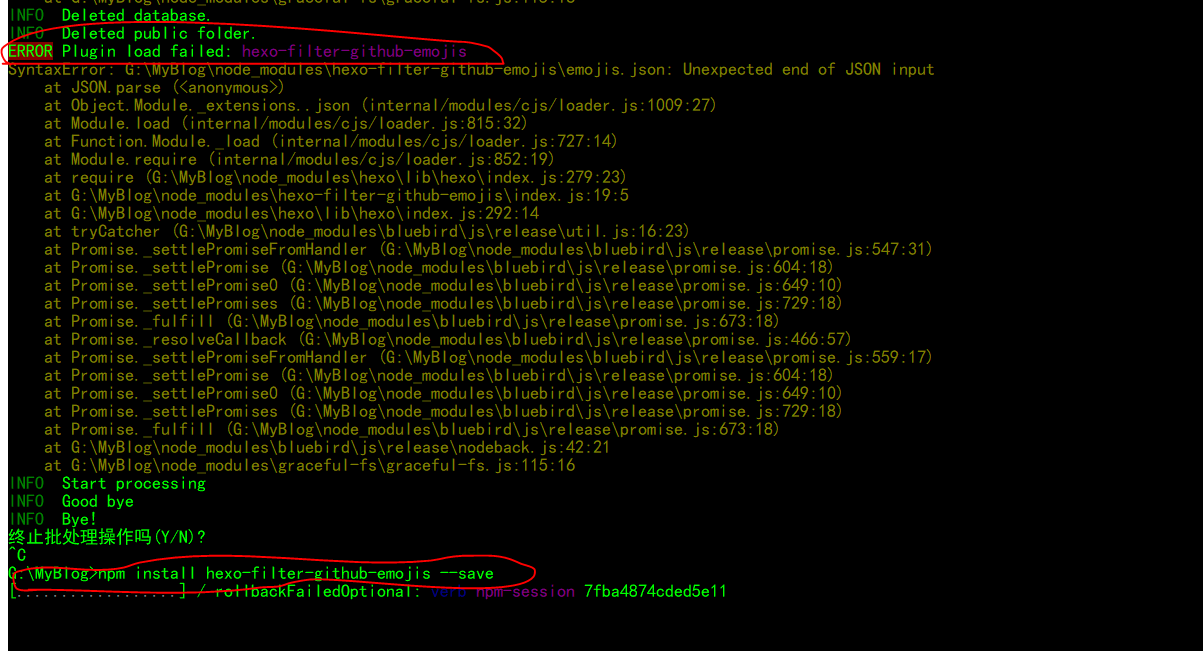 INFO  Deleted database.
INFO  Deleted public folder.
ERROR Plugin load failed: hexo-filter-github-emojis
SyntaxError: G:\MyBlog\node_modules\hexo-filter-github-emojis\emojis.json: Unexpected end of JSON input
    at JSON.parse (<anonymous>)
    at Object.Module._extensions..json (internal/modules/cjs/loader.js:1009:27)
    at Module.load (internal/modules/cjs/loader.js:815:32)
    at Function.Module._load (internal/modules/cjs/loader.js:727:14)
    at Module.require (internal/modules/cjs/loader.js:852:19)
    at require (G:\MyBlog\node_modules\hexo\lib\hexo\index.js:279:23)
    at G:\MyBlog\node_modules\hexo-filter-github-emojis\index.js:19:5
    at G:\MyBlog\node_modules\hexo\lib\hexo\index.js:292:14
    at tryCatcher (G:\MyBlog\node_modules\bluebird\js\release\util.js:16:23)
    at Promise._settlePromiseFromHandler (G:\MyBlog\node_modules\bluebird\js\release\promise.js:547:31)
    at Promise._settlePromise (G:\MyBlog\node_modules\bluebird\js\release\promise.js:604:18)
    at Promise._settlePromise0 (G:\MyBlog\node_modules\bluebird\js\release\promise.js:649:10)
    at Promise._settlePromises (G:\MyBlog\node_modules\bluebird\js\release\promise.js:729:18)
    at Promise._fulfill (G:\MyBlog\node_modules\bluebird\js\release\promise.js:673:18)
    at Promise._resolveCallback (G:\MyBlog\node_modules\bluebird\js\release\promise.js:466:57)
    at Promise._settlePromiseFromHandler (G:\MyBlog\node_modules\bluebird\js\release\promise.js:559:17)
    at Promise._settlePromise (G:\MyBlog\node_modules\bluebird\js\release\promise.js:604:18)
    at Promise._settlePromise0 (G:\MyBlog\node_modules\bluebird\js\release\promise.js:649:10)
    at Promise._settlePromises (G:\MyBlog\node_modules\bluebird\js\release\promise.js:729:18)
    at Promise._fulfill (G:\MyBlog\node_modules\bluebird\js\release\promise.js:673:18)
    at G:\MyBlog\node_modules\bluebird\js\release\nodeback.js:42:21
    at G:\MyBlog\node_modules\graceful-fs\graceful-fs.js:115:16
INFO  Start processing
INFO  Good bye
INFO  Bye!
终止批处理操作吗(Y/N)?
^C
G:\MyBlog>npm install hexo-filter-github-emojis --save
[..................] / rollbackFailedOptional: verb npm-session 7fba4874cded5e11